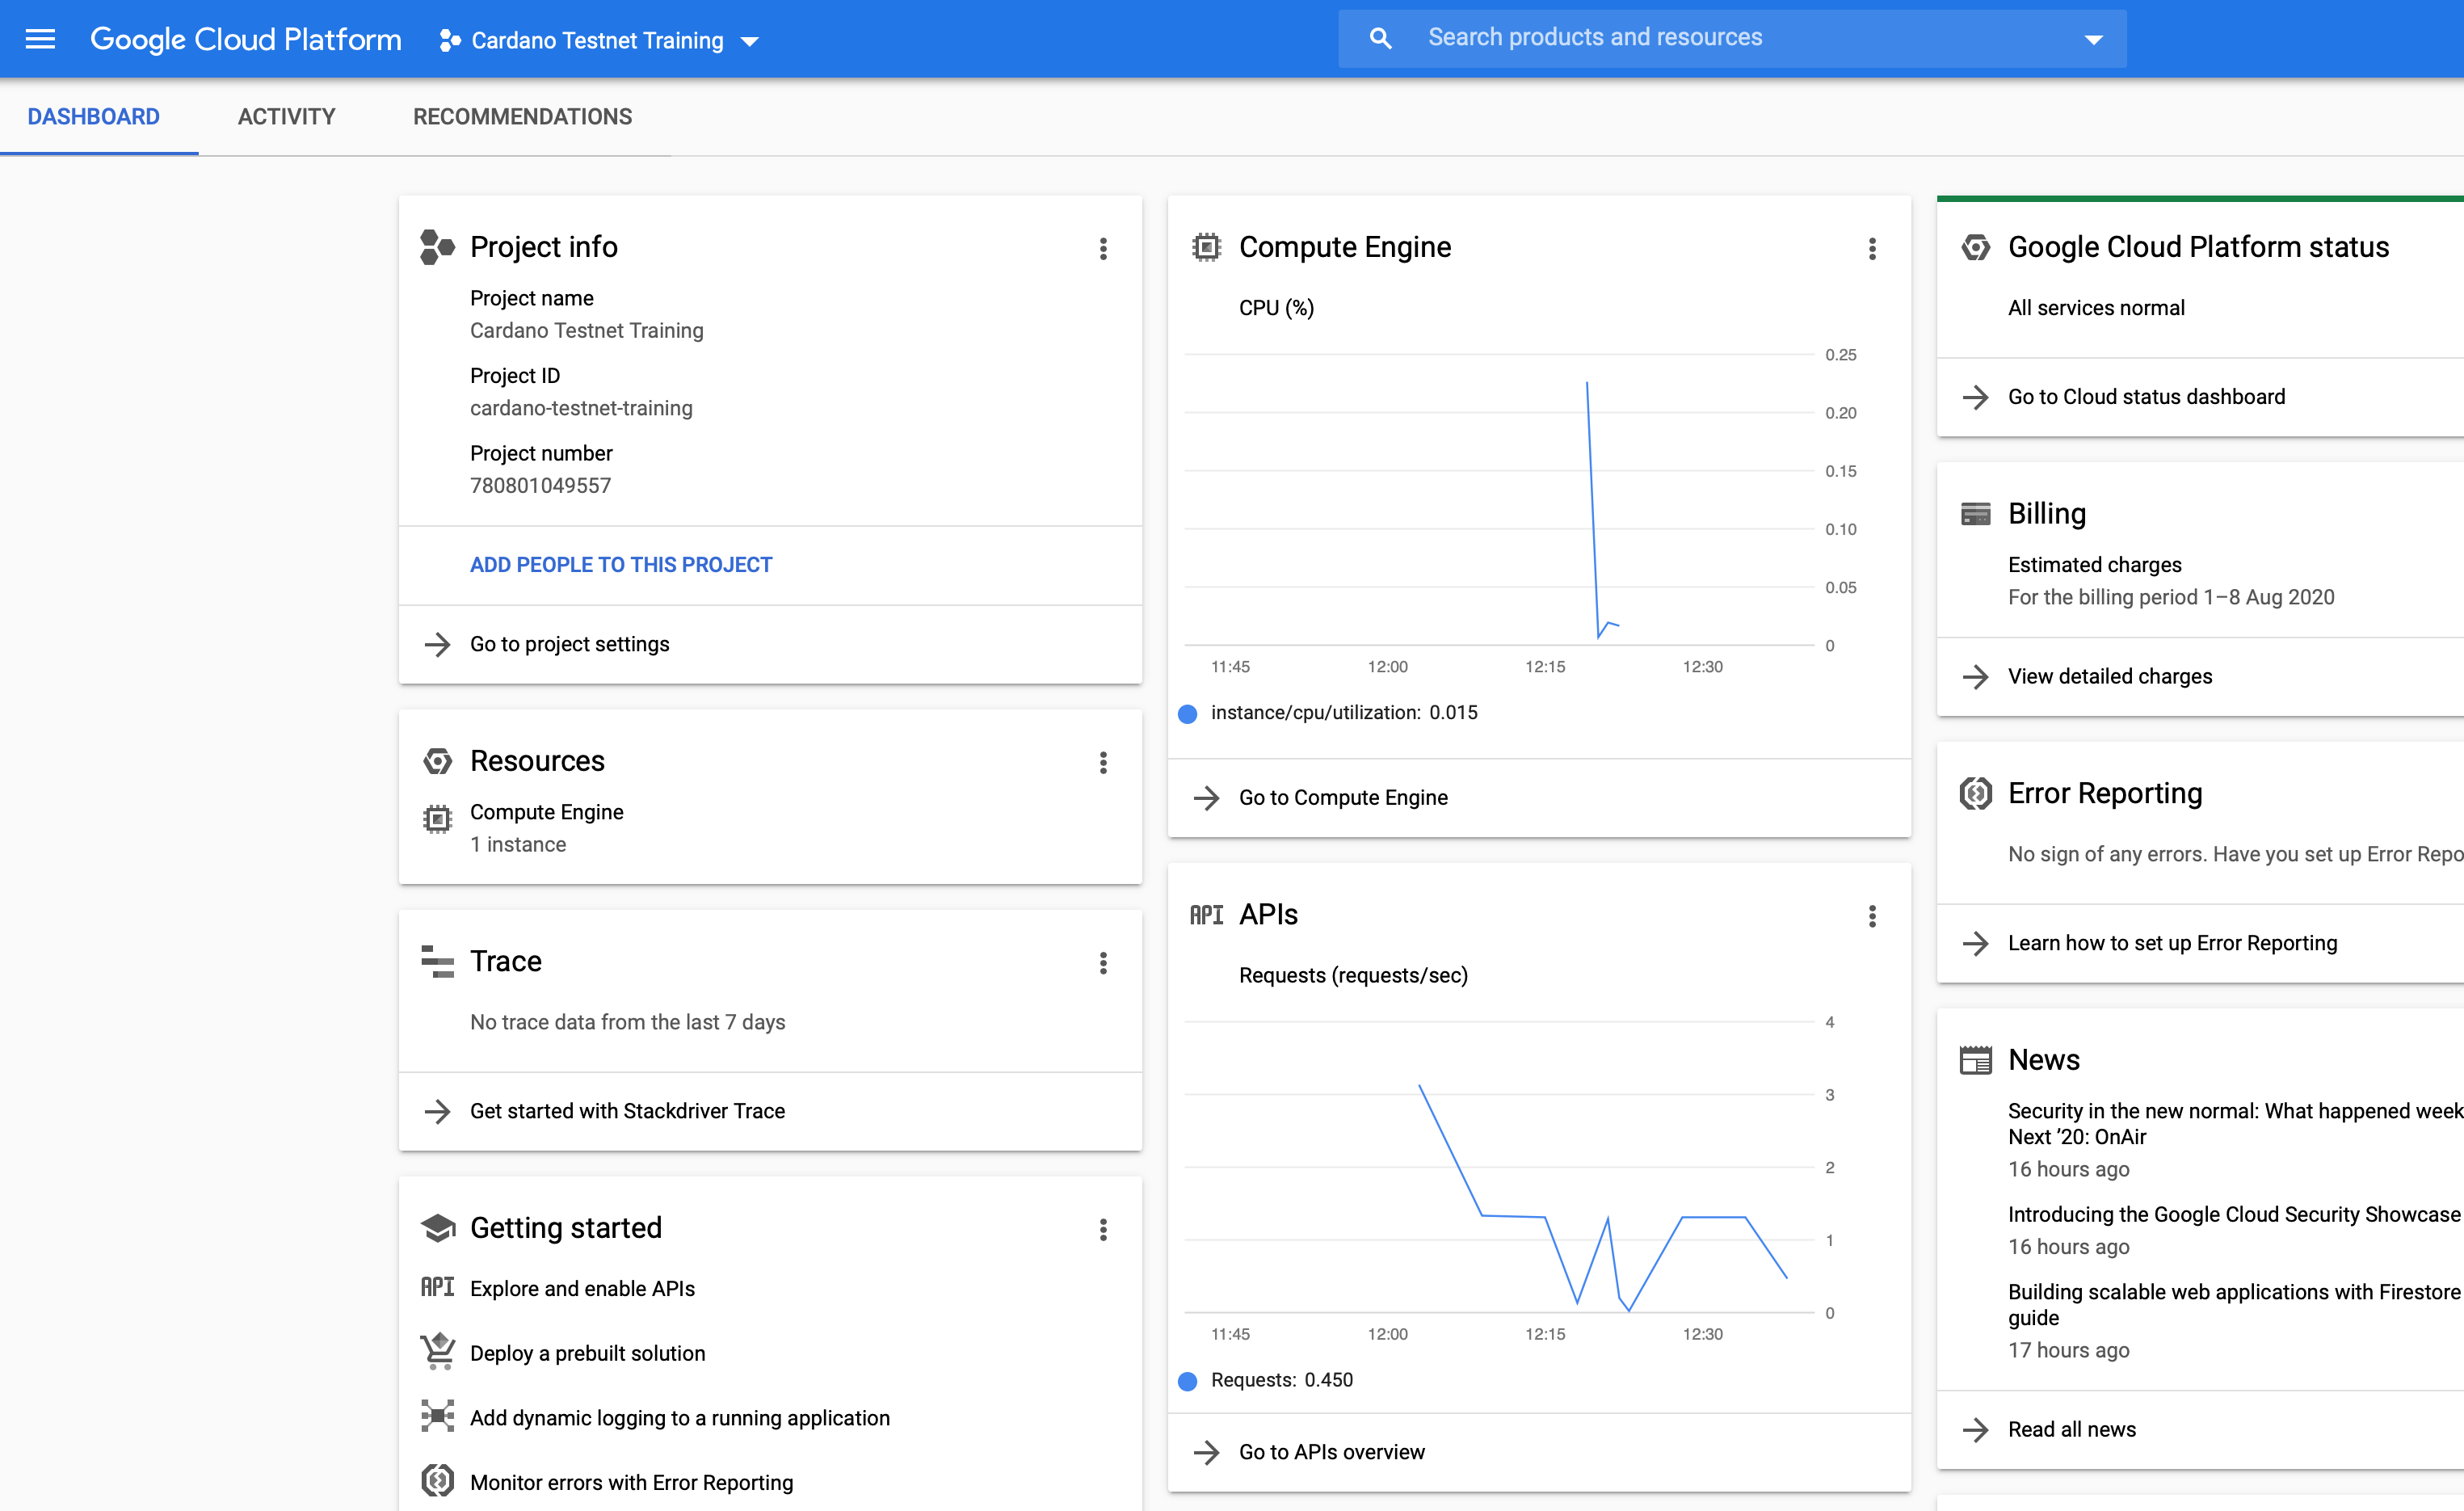 Google Cloud Platform
Cardano Testnet Training
Search products and resources
DASHBOARD
ACTIVITY
RECOMMENDATIONS
Project info
Project name
Cardano Testnet Training
Project ID
cardano-testnet-training
Project number
780801049557
ADD PEOPLE TO THIS PROJECT
Go to project settings
Resources
Compute Engine
1 instance
Trace
No trace data from the last 7 days
Get started with Stackdriver Trace
Getting started
API Explore and enable APIs
Deploy a prebuilt solution
Add dynamic logging to a running application
Monitor errors with Error Reporting
Compute Engine
CPU (%)
0.25
0.20
0.15
0.10
0.05
0
11:45 12:00 12:15 12:30
instance/cpu/utilization: 0.015
Go to Compute Engine
API APIs
Requests (requests/sec)
4
3
2
1
0
11:45 12:00 12:15 12:30
Requests: 0.450
Go to APIs overview
Google Cloud Platform status
All services normal
Go to Cloud status dashboard
Billing
Estimated charges
For the billing period 1–8 Aug 2020
View detailed charges
Error Reporting
No sign of any errors. Have you set up Error Repo
Learn how to set up Error Reporting
News
Security in the new normal: What happened week
Next ’20: OnAir
16 hours ago
Introducing the Google Cloud Security Showcase
16 hours ago
Building scalable web applications with Firestore
guide
17 hours ago
Read all news